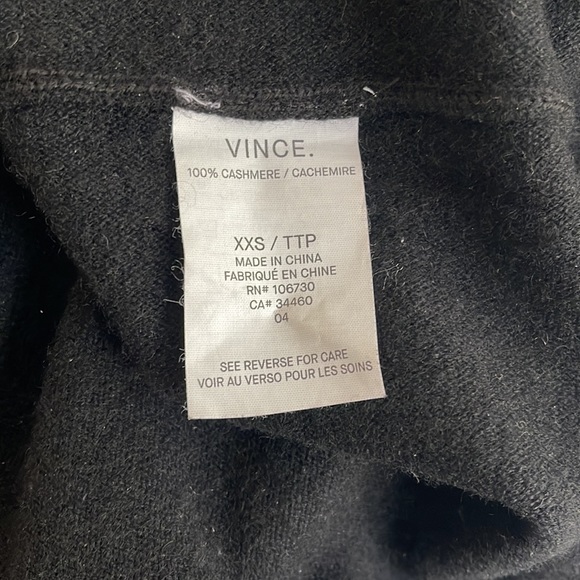 VINCE.
100% CASHMERE / CACHEMIRE
XXS / TTP
MADE IN CHINA
FABRIQUÉ EN CHINE
RN# 106730
CA# 34460
04
SEE REVERSE FOR CARE
VOIR AU VERSO POUR LES SOINS